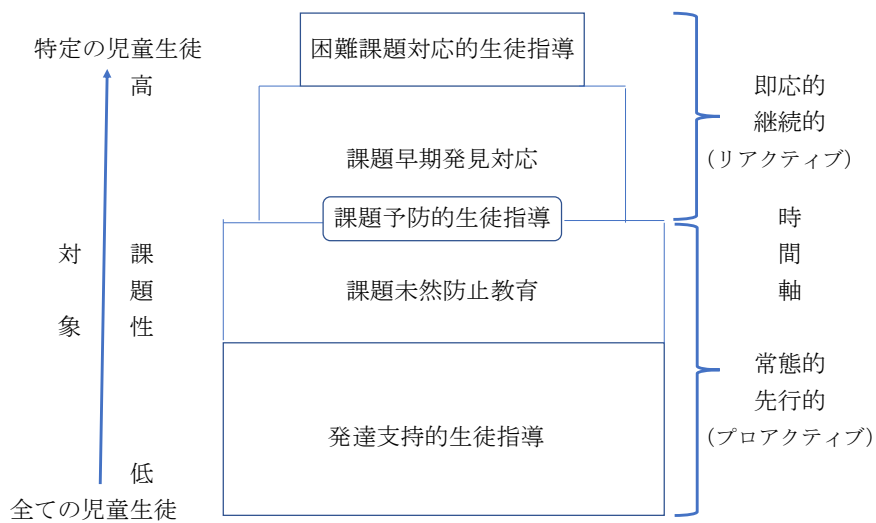 特定の児童生徒
高
対象
課題性
低
全ての児童生徒
困難課題対応的生徒指導
課題早期発見対応
課題予防的生徒指導
課題未然防止教育
発達支持的生徒指導
即応的
継続的
(リアクティブ)
時間軸
常態的
先行的
(プロアクティブ)